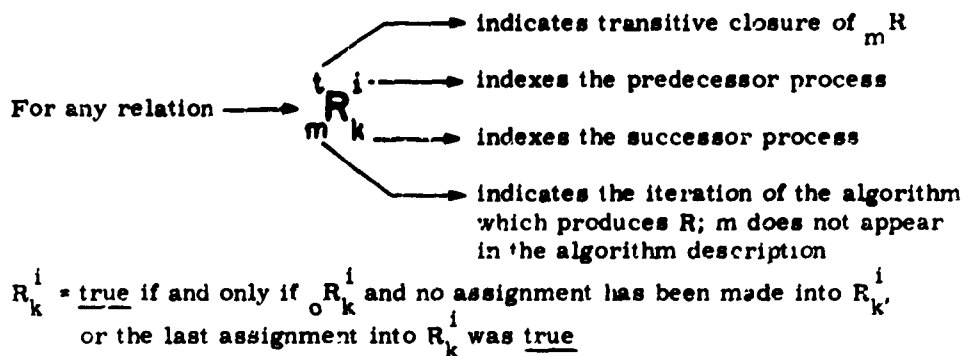 indicates transitive closure of ₘR
indexes the predecessor process
For any relation ᵗₘRⁱₖ
indexes the successor process
indicates the iteration of the algorithm
which produces R; m does not appear
in the algorithm description
Rⁱₖ = true if and only if ₒRⁱₖ and no assignment has been made into Rⁱₖ,
or the last assignment into Rⁱₖ was true